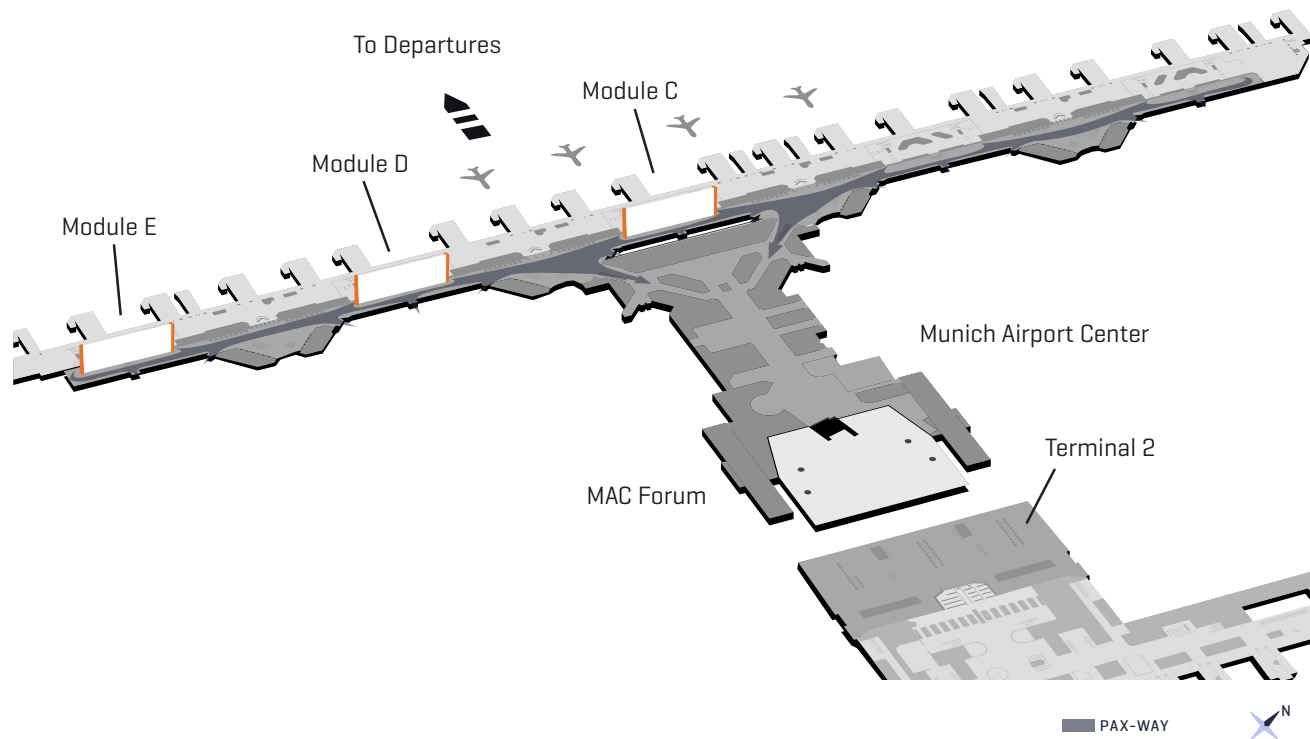 To Departures
Module C
Module D
Module E
Munich Airport Center
Terminal 2
MAC Forum
PAX-WAY
N